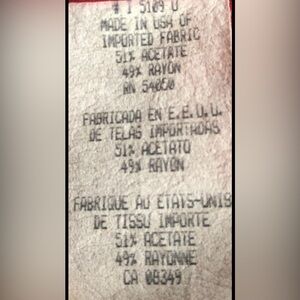 # I 5109 U
MADE IN USA OF
IMPORTED FABRIC
51% ACETATE
49% RAYON
RN 54050
FABRICADA EN E.E.U.U.
DE TELAS IMPORTADAS
51% ACETATO
49% RAYON
FABRIQUE AU ETATS-UNIS
DE TISSU IMPORTE
51% ACETATE
49% RAYONNE
CA 08349